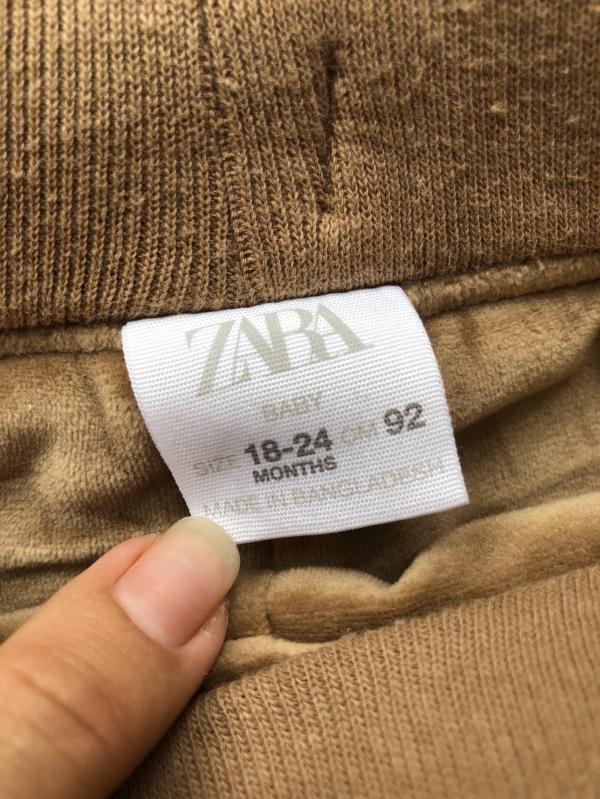 ZARA
BABY
SIZE 18-24 MONTHS CM 92
MADE IN BANGLADESH